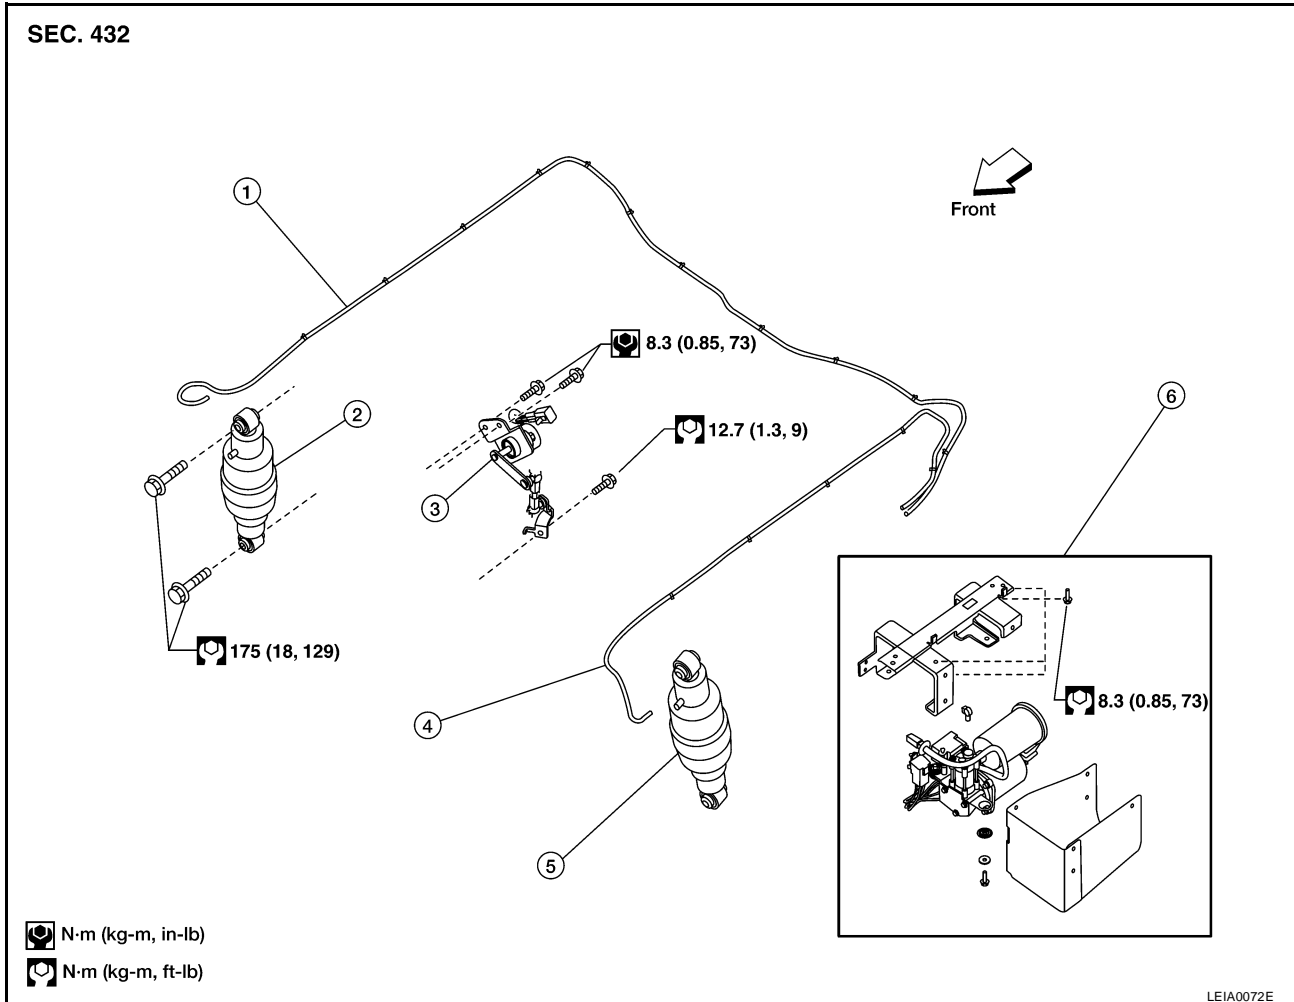 SEC. 432
1
Front
8.3 (0.85, 73)
6
2
12.7 (1.3, 9)
3
175 (18, 129)
8.3 (0.85, 73)
4
5
N·m (kg-m, in-lb)
N·m (kg-m, ft-lb)
LEIA0072E